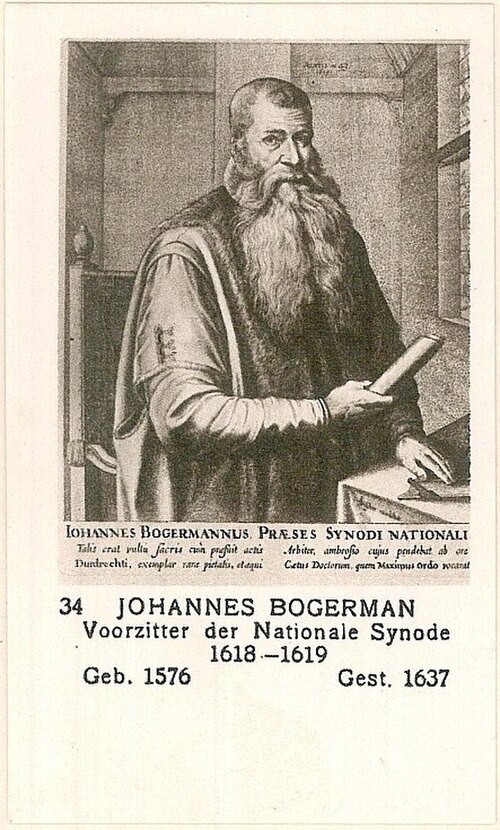 IOHANNES BOGERMANNUS, PRÆSES SYNODI NATIONALI
Talis erat vultu sacris cum præfuit actis
Durdrechti, exemplar raræ pietatis, et æqui
Arbiter, ambrosio cujus pendebat ab ore
Cœtus Doctorum, quem Maximus Ordo vocarat
34 JOHANNES BOGERMAN
Voorzitter der Nationale Synode
1618–1619
Geb. 1576 Gest. 1637